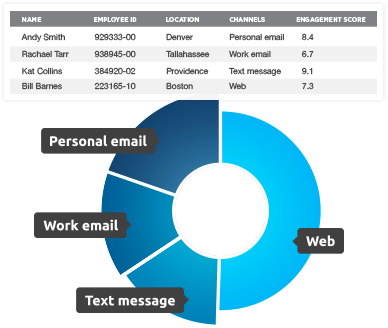 NAME EMPLOYEE ID LOCATION CHANNELS ENGAGEMENT SCORE
Andy Smith 929333-00 Denver Personal email 8.4
Rachael Tarr 938945-00 Tallahassee Work email 6.7
Kat Collins 384920-02 Providence Text message 9.1
Bill Barnes 223165-10 Boston Web 7.3
Personal email
Work email
Web
Text message